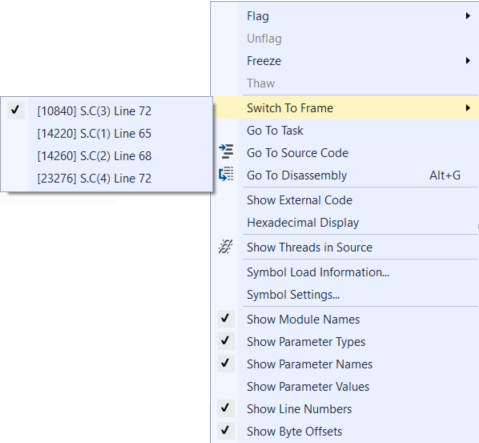 Flag
Unflag
Freeze
Thaw
Switch To Frame
[10840] S.C(3) Line 72
[14220] S.C(1) Line 65
[14260] S.C(2) Line 68
[23276] S.C(4) Line 72
Go To Task
Go To Source Code
Go To Disassembly Alt+G
Show External Code
Hexadecimal Display
Show Threads in Source
Symbol Load Information...
Symbol Settings...
Show Module Names
Show Parameter Types
Show Parameter Names
Show Parameter Values
Show Line Numbers
Show Byte Offsets